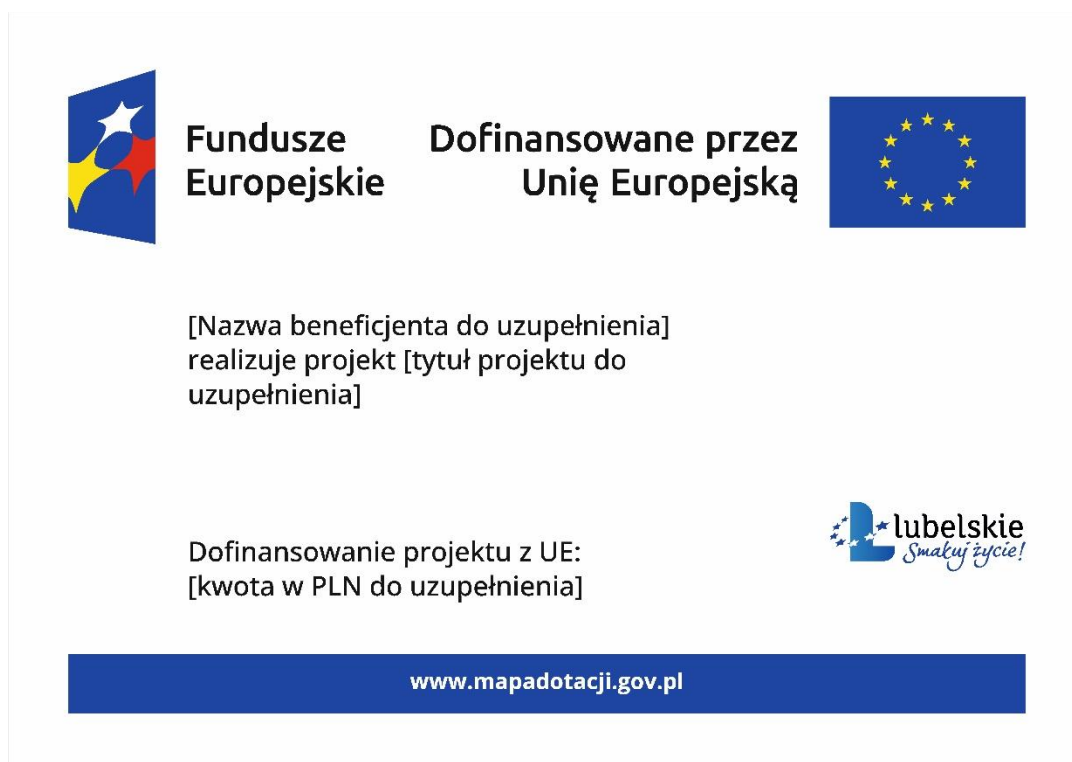 Fundusze
Europejskie
Dofinansowane przez
Unię Europejską
[Nazwa beneficjenta do uzupełnienia]
realizuje projekt [tytuł projektu do
uzupełnienia]
Dofinansowanie projektu z UE:
[kwota w PLN do uzupełnienia]
lubelskie
Smakuj życie!
www.mapadotacji.gov.pl